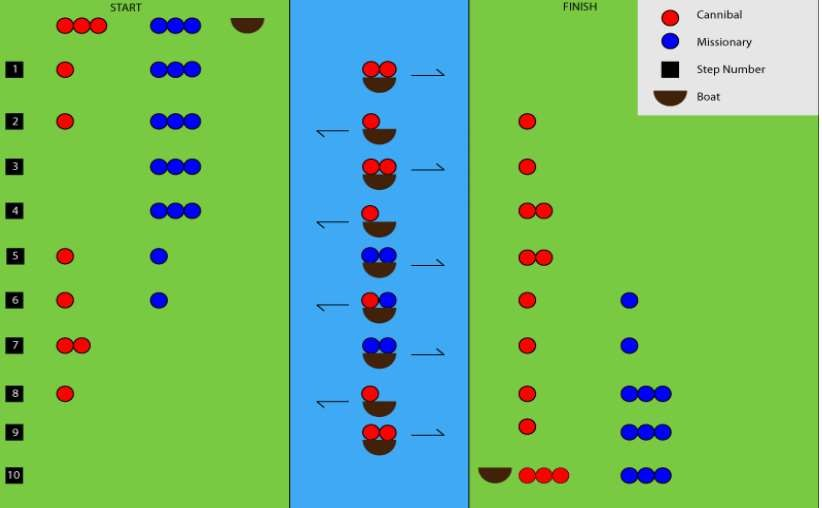 START
FINISH
Cannibal
Missionary
Step Number
Boat
1
2
3
4
5
6
7
8
9
10